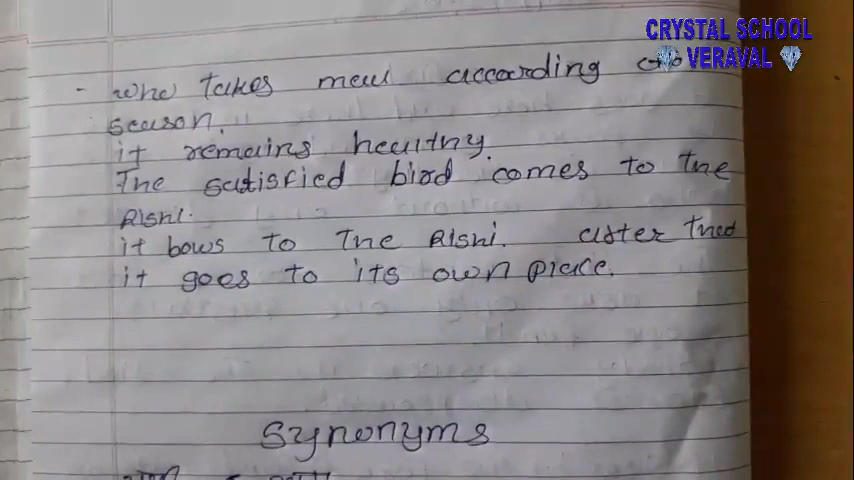 CRYSTAL SCHOOL
VERAVAL
- who takes meal according to
season.
it remains healthy.
The satisfied bird comes to the
Rishi.
it bows to The Rishi. after that
it goes to its own place.
Synonyms